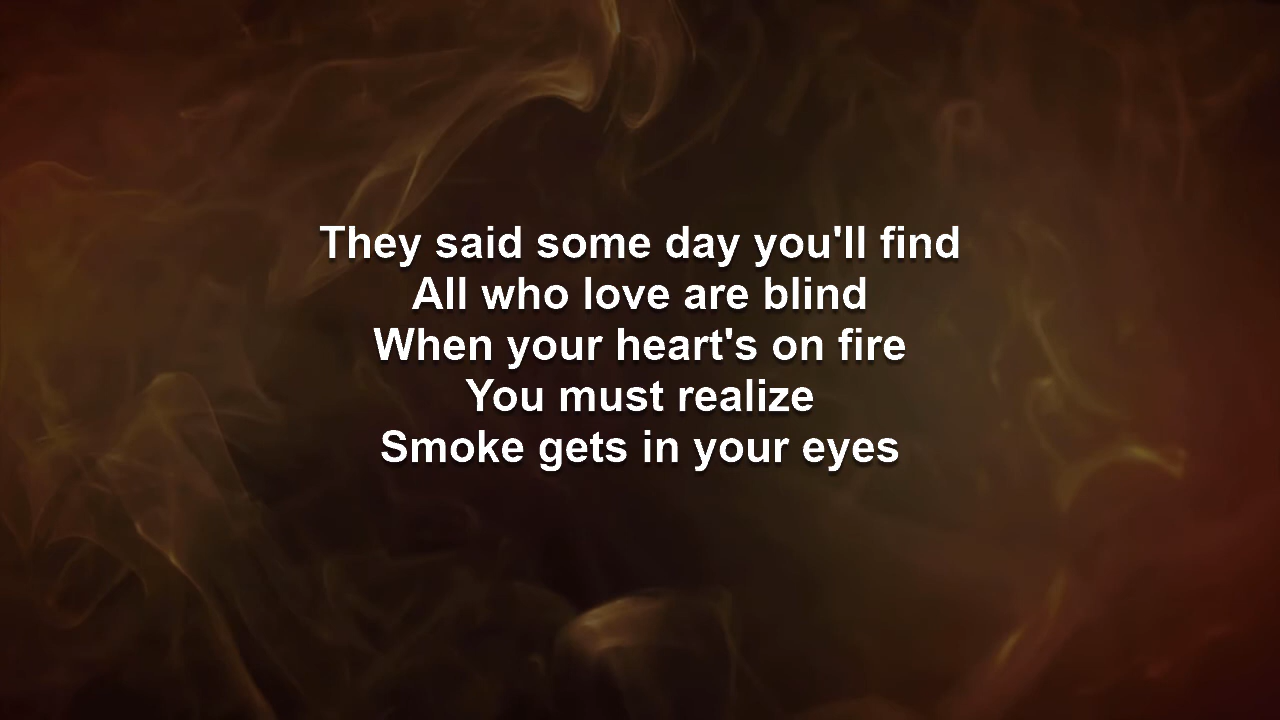 They said some day you'll find
All who love are blind
When your heart's on fire
You must realize
Smoke gets in your eyes